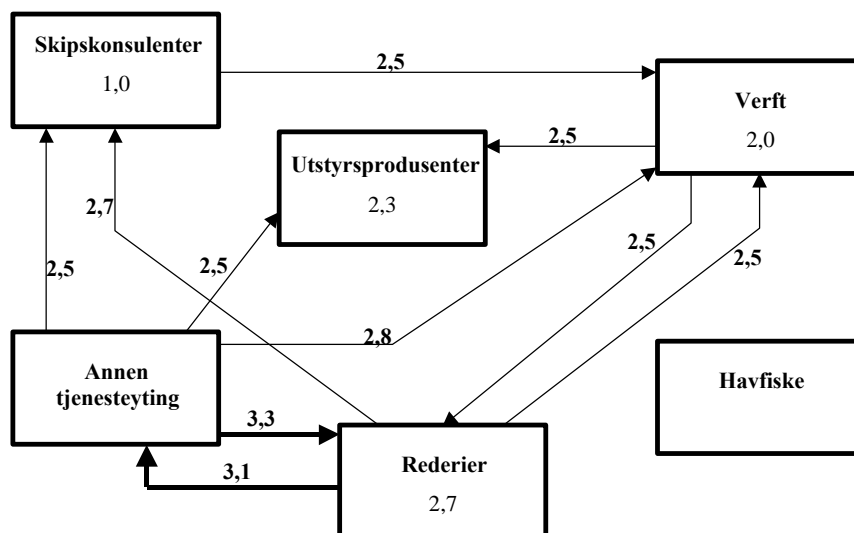 Skipskonsulenter
1,0
2,5
Verft
2,0
Utstyrsprodusenter
2,3
2,5
2,7
2,5
2,5
2,5
2,5
2,8
Annen
tjenesteyting
Havfiske
3,3
3,1
Rederier
2,7